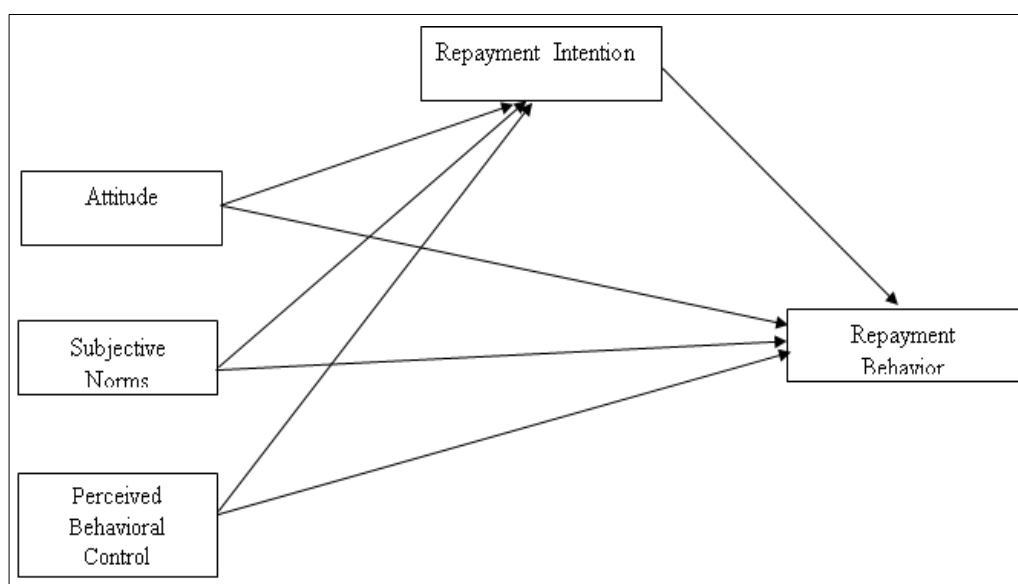 Repayment Intention
Attitude
Subjective
Norms
Repayment
Behavior
Perceived
Behavioral
Control